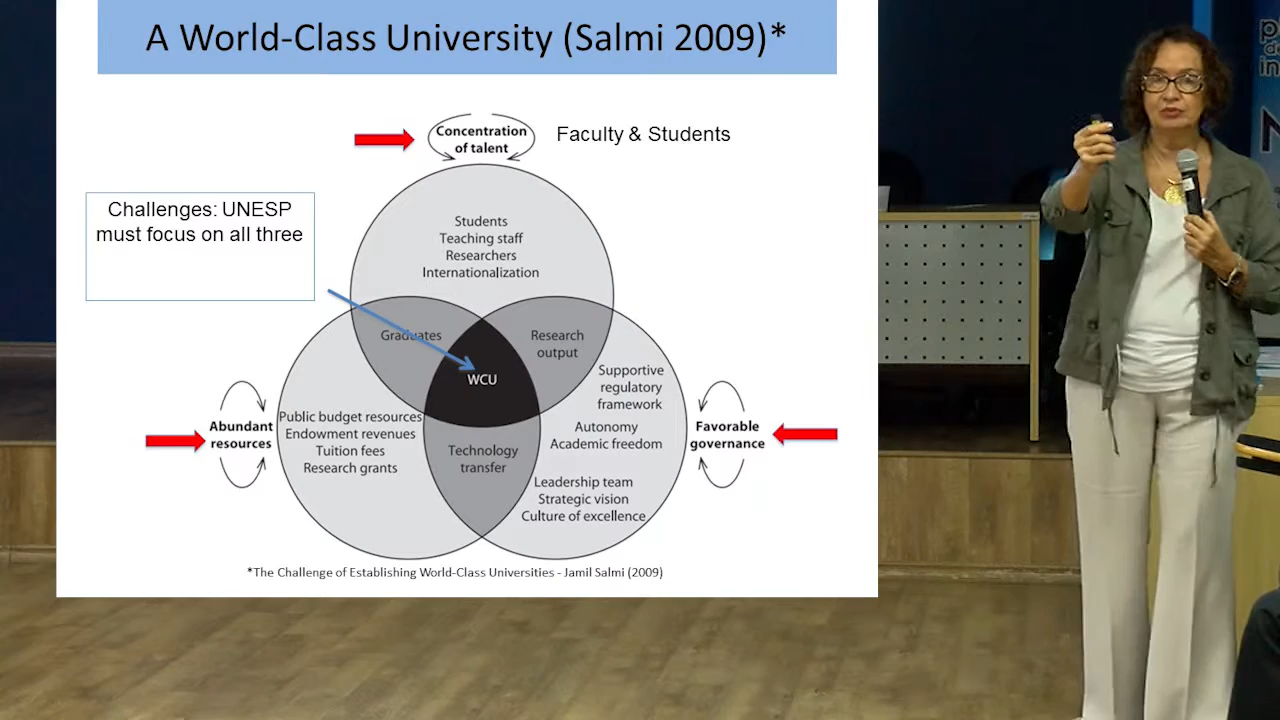 A World-Class University (Salmi 2009)*
Concentration
of talent
Faculty & Students
Challenges: UNESP
must focus on all three
Students
Teaching staff
Researchers
Internationalization
Graduates
Research
output
WCU
Supportive
regulatory
framework
Autonomy
Academic freedom
Leadership team
Strategic vision
Culture of excellence
Abundant
resources
Public budget resources
Endowment revenues
Tuition fees
Research grants
Technology
transfer
Favorable
governance
*The Challenge of Establishing World-Class Universities - Jamil Salmi (2009)